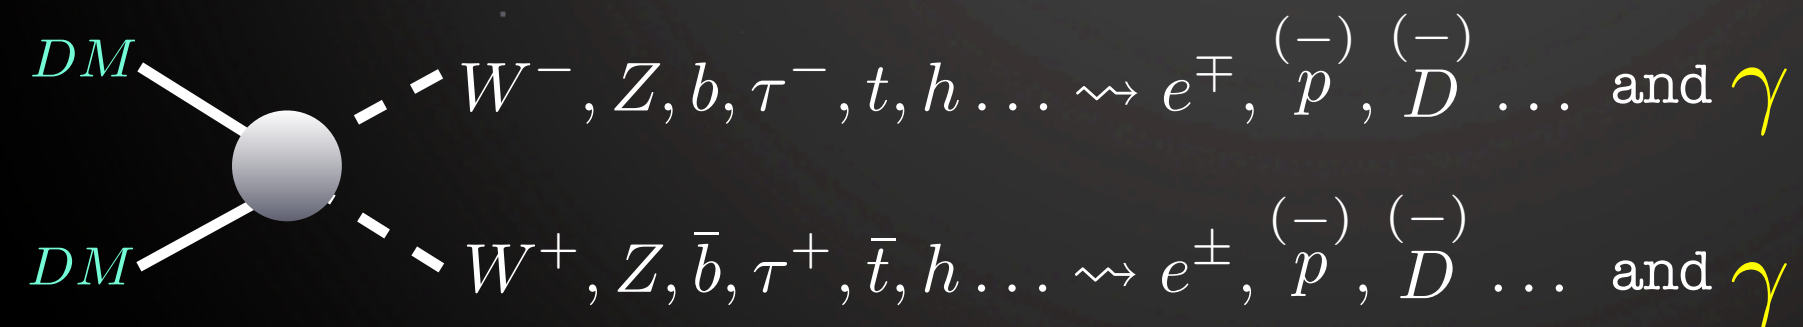 DM W⁻, Z, b, τ⁻, t, h … ⇝ e^∓, p^(−), D^(−) … and γ
DM W⁺, Z, b̄, τ⁺, t̄, h … ⇝ e^±, p^(−), D^(−) … and γ